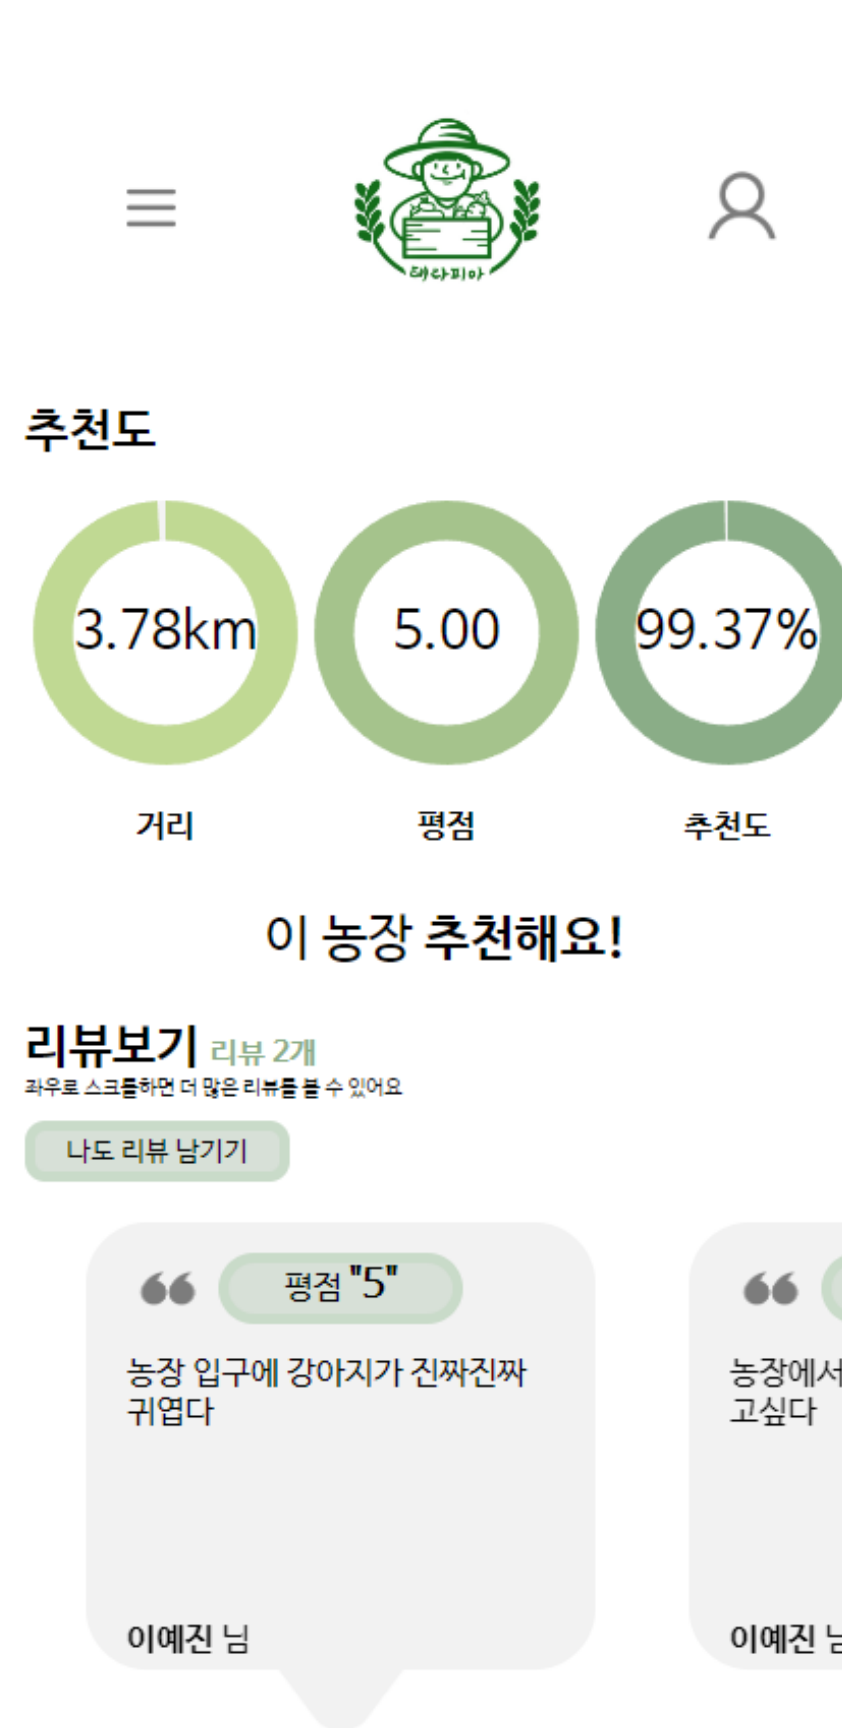 태라피아
추천도
3.78km 5.00 99.37%
거리 평점 추천도
이 농장 추천해요!
리뷰보기 리뷰 2개
좌우로 스크롤하면 더 많은 리뷰를 볼 수 있어요
나도 리뷰 남기기
평점 "5"
농장 입구에 강아지가 진짜진짜
귀엽다
이예진 님
농장에서
고싶다
이예진 님